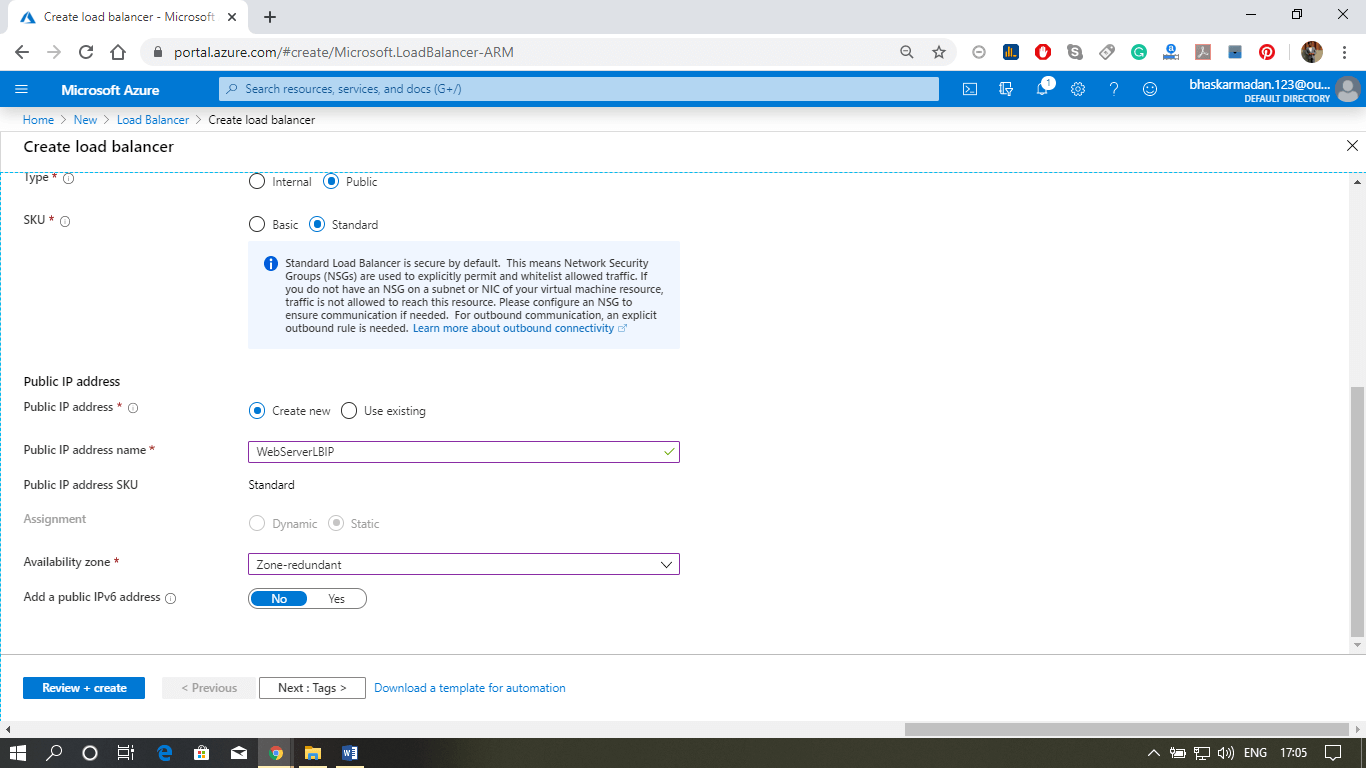 Create load balancer - Microsoft
portal.azure.com/#create/Microsoft.LoadBalancer-ARM
Microsoft Azure
Search resources, services, and docs (G+/)
1
bhaskarmadan.123@ou...
DEFAULT DIRECTORY
Home > New > Load Balancer > Create load balancer
Create load balancer
Type *
Internal
Public
SKU *
Basic
Standard
Standard Load Balancer is secure by default.  This means Network Security
Groups (NSGs) are used to explicitly permit and whitelist allowed traffic. If
you do not have an NSG on a subnet or NIC of your virtual machine resource,
traffic is not allowed to reach this resource. Please configure an NSG to
ensure communication if needed.  For outbound communication, an explicit
outbound rule is needed. Learn more about outbound connectivity
Public IP address
Public IP address *
Create new
Use existing
Public IP address name *
WebServerLBIP
Public IP address SKU
Standard
Assignment
Dynamic
Static
Availability zone *
Zone-redundant
Add a public IPv6 address
No
Yes
Review + create
< Previous
Next : Tags >
Download a template for automation
ENG
17:05